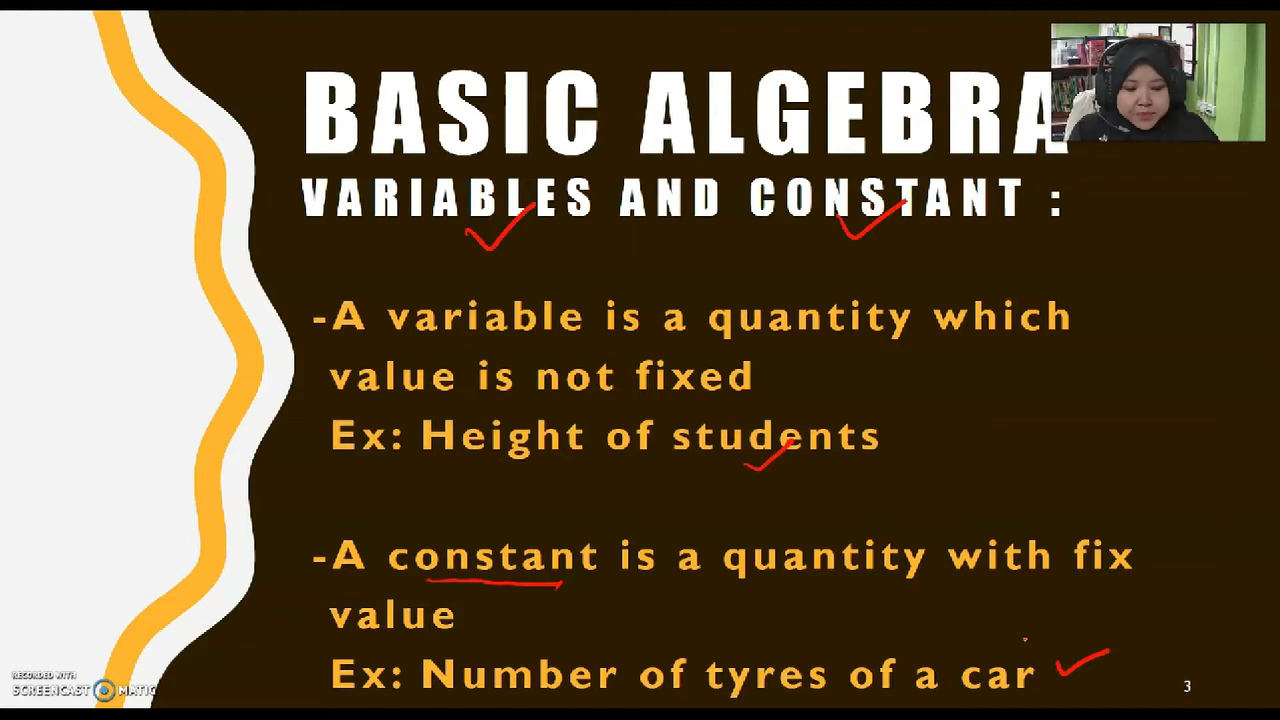 BASIC ALGEBRA
VARIABLES AND CONSTANT :
-A variable is a quantity which
value is not fixed
Ex: Height of students
-A constant is a quantity with fix
value
Ex: Number of tyres of a car
RECORDED WITH
SCREENCAST MATIC
3